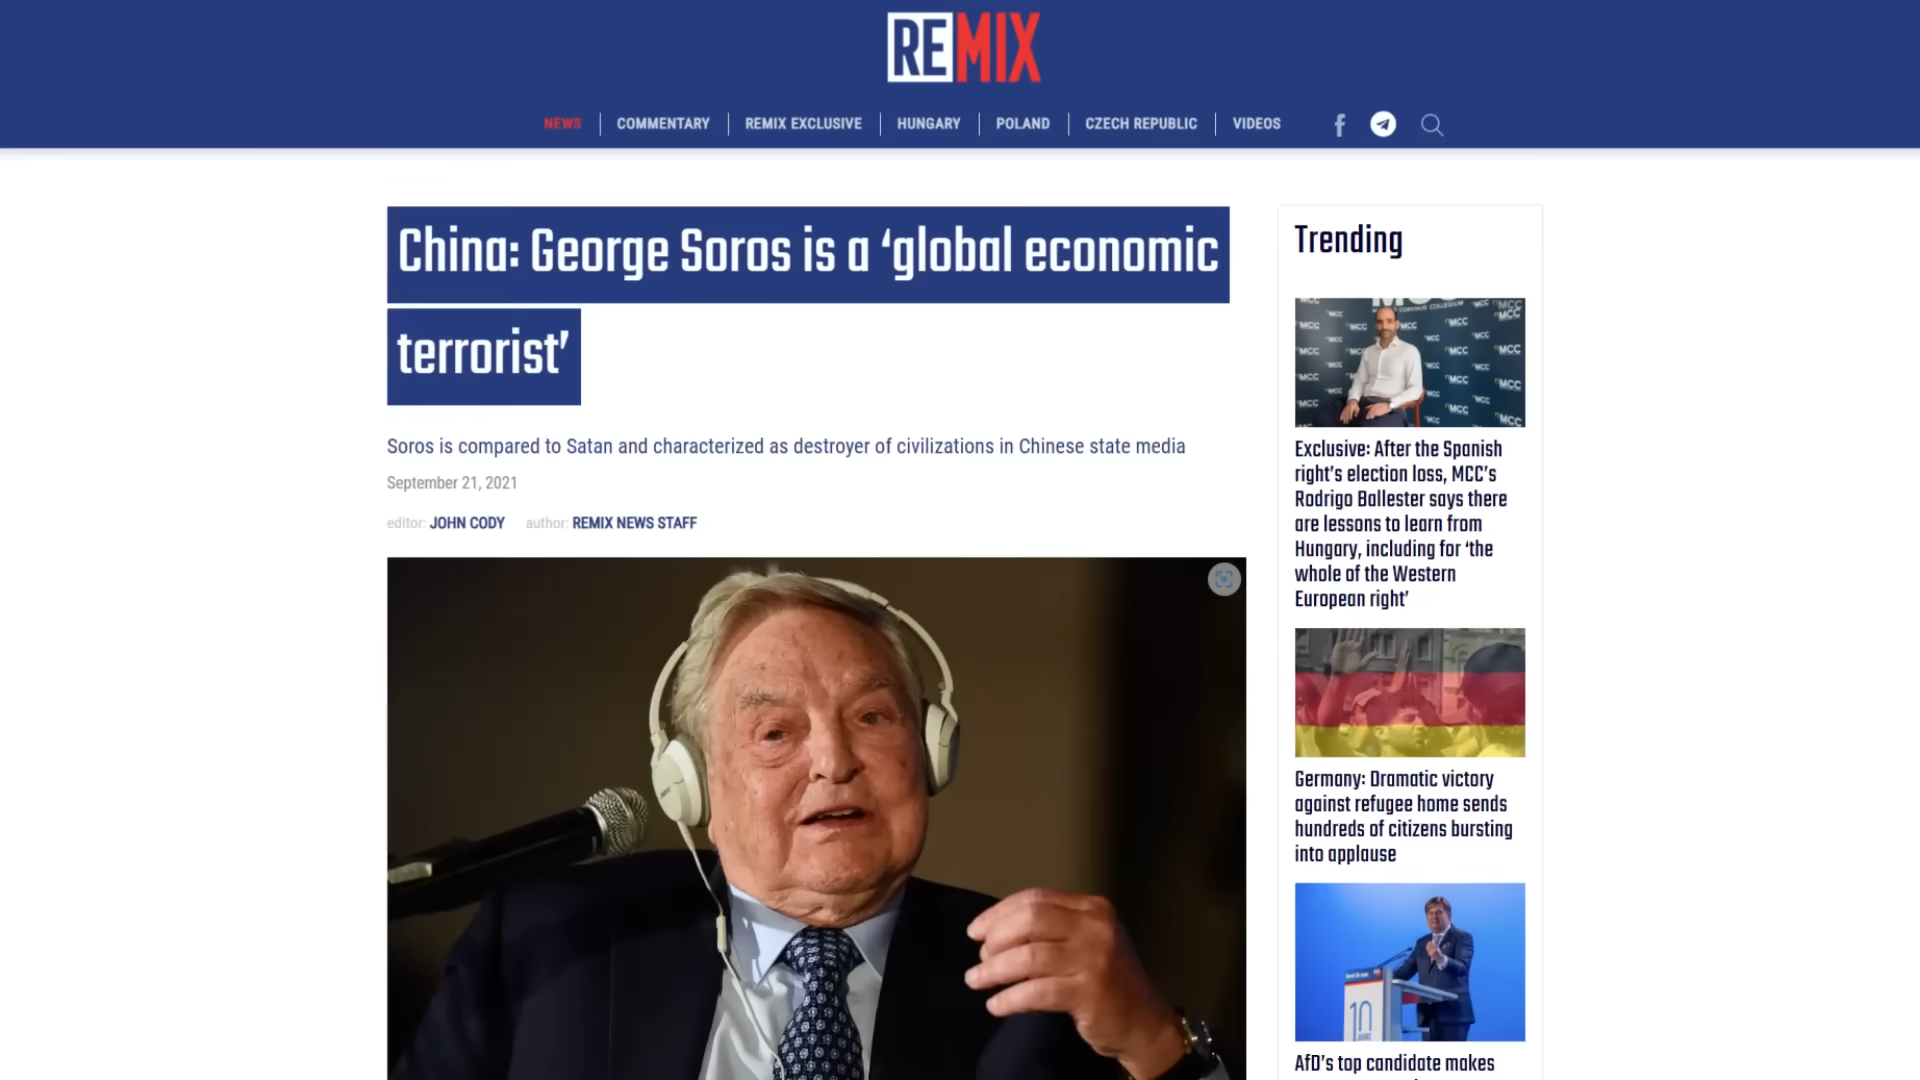 REMIX
NEWS
COMMENTARY
REMIX EXCLUSIVE
HUNGARY
POLAND
CZECH REPUBLIC
VIDEOS
China: George Soros is a ‘global economic
terrorist’
Soros is compared to Satan and characterized as destroyer of civilizations in Chinese state media
September 21, 2021
editor: JOHN CODY author: REMIX NEWS STAFF
Trending
MCC
CORVINUS COLLEGIUM
Exclusive: After the Spanish
right’s election loss, MCC’s
Rodrigo Ballester says there
are lessons to learn from
Hungary, including for ‘the
whole of the Western
European right’
Germany: Dramatic victory
against refugee home sends
hundreds of citizens bursting
into applause
10
AfD’s top candidate makes